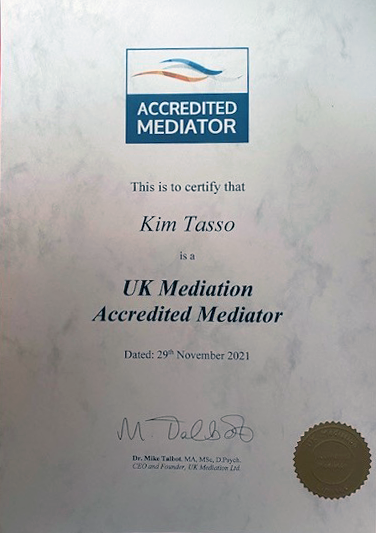 ACCREDITED
MEDIATOR
This is to certify that
Kim Tasso
is a
UK Mediation
Accredited Mediator
Dated: 29th November 2021
M. Talbot
Dr. Mike Talbot, MA, MSc, D.Psych.
CEO and Founder, UK Mediation Ltd.